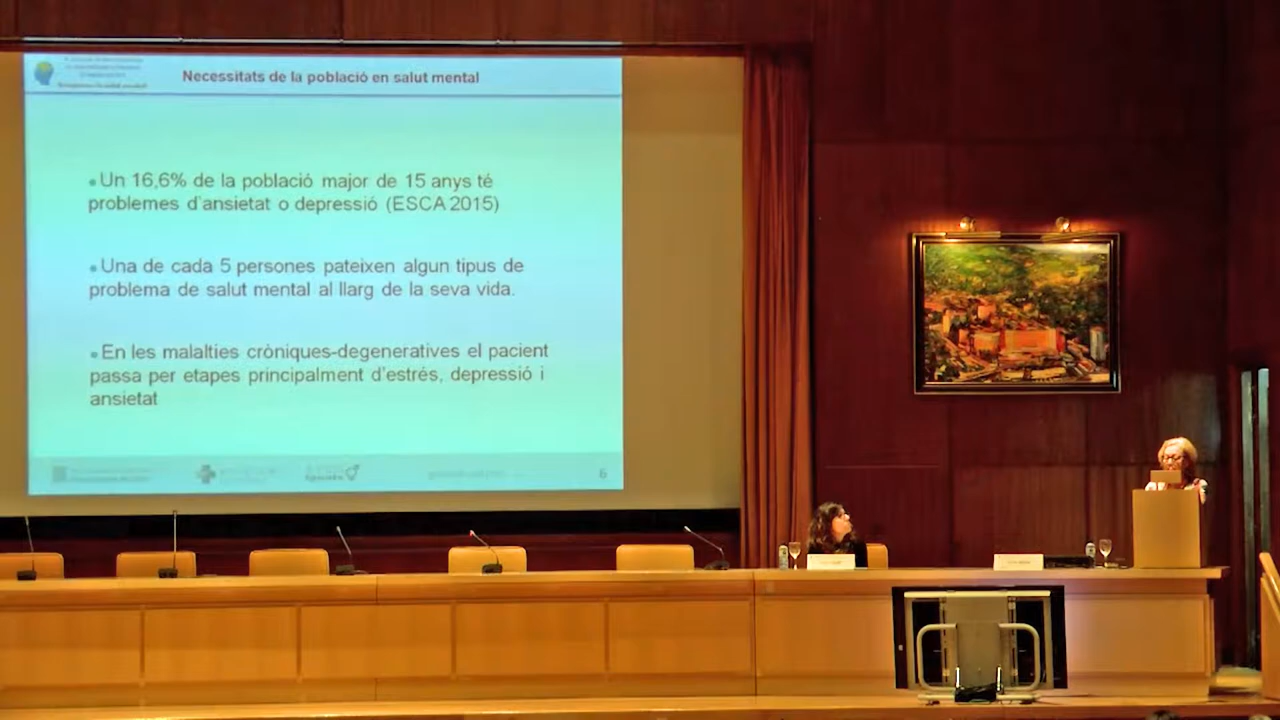 Necessitats de la població en salut mental
•Un 16,6% de la població major de 15 anys té
problemes d'ansietat o depressió (ESCA 2015)
•Una de cada 5 persones pateixen algun tipus de
problema de salut mental al llarg de la seva vida.
•En les malalties cròniques-degeneratives el pacient
passa per etapes principalment d'estrés, depressió i
ansietat
6